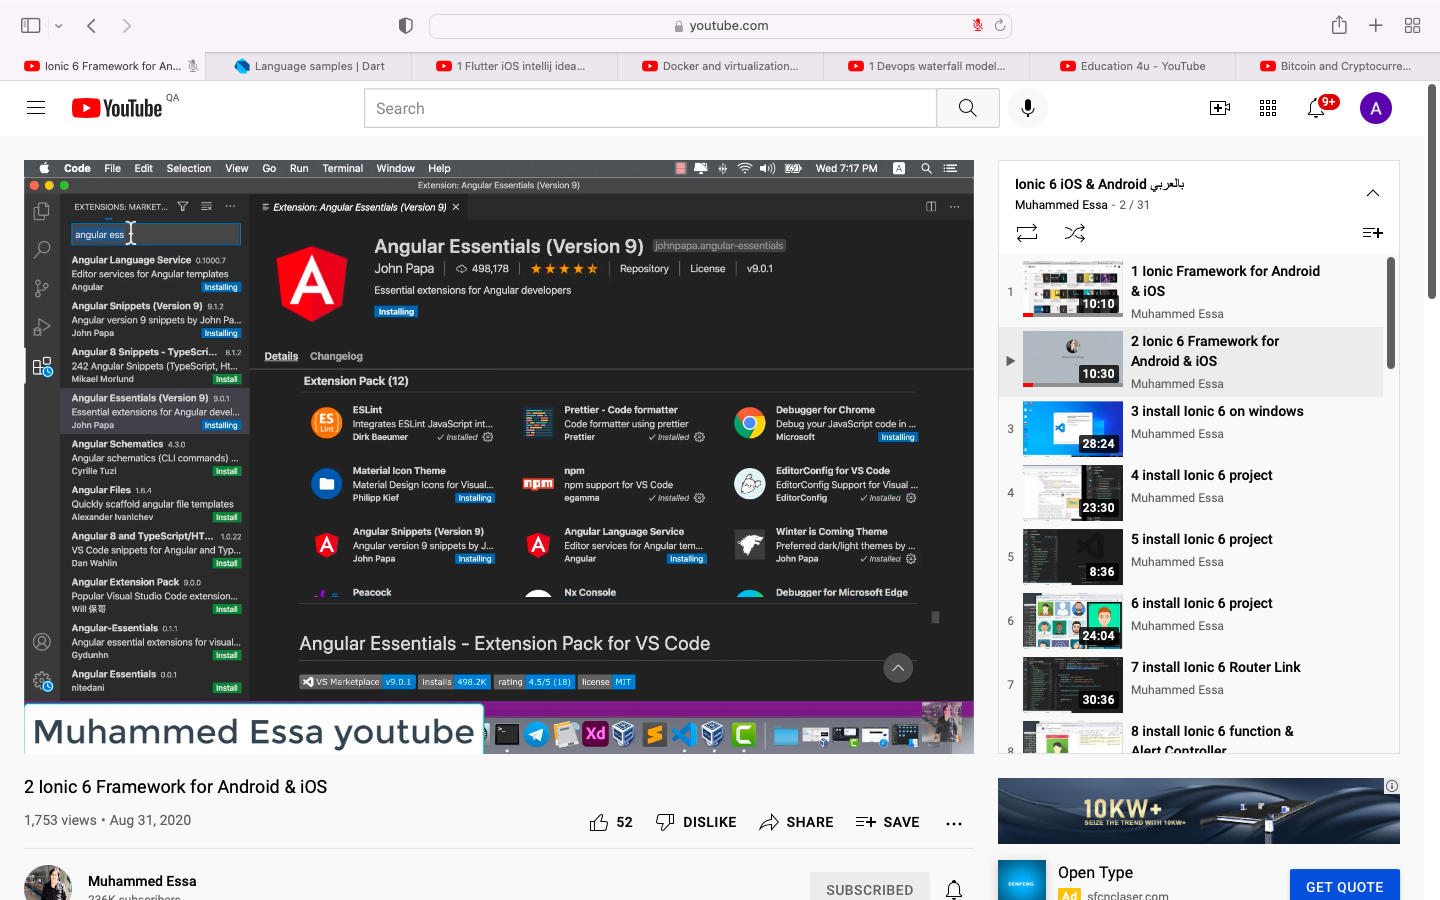 youtube.com
Ionic 6 Framework for An...
Language samples | Dart
1 Flutter iOS intellij idea...
Docker and virtualization...
1 Devops waterfall model...
Education 4u - YouTube
Bitcoin and Cryptocurre...
YouTube QA
Search
9+
A
Code File Edit Selection View Go Run Terminal Window Help
Wed 7:17 PM A
Extension: Angular Essentials (Version 9)
EXTENSIONS: MARKET...
angular ess
Angular Language Service 0.1000.7
Editor services for Angular templates
Angular Installing
Angular Snippets (Version 9) 9.1.2
Angular version 9 snippets by John Pa...
John Papa Installing
Angular 8 Snippets - TypeScri... 8.1.2
242 Angular Snippets (TypeScript, Ht...
Mikael Morlund Install
Angular Essentials (Version 9) 9.0.1
Essential extensions for Angular devel...
John Papa Installing
Angular Schematics 4.3.0
Angular schematics (CLI commands) ...
Cyrille Tuzi Install
Angular Files 1.6.4
Quickly scaffold angular file templates
Alexander Ivanichev Install
Angular 8 and TypeScript/HT... 1.0.22
VS Code snippets for Angular and Typ...
Dan Wahlin Install
Angular Extension Pack 9.0.0
Popular Visual Studio Code extension...
Will 保哥 Install
Angular-Essentials 0.1.1
Angular essential extensions for visual...
Gydunhn Install
Angular Essentials 0.0.1
nitedani Install
Extension: Angular Essentials (Version 9)
Angular Essentials (Version 9) johnpapa.angular-essentials
John Papa 498,178 Repository License v9.0.1
Essential extensions for Angular developers
Installing
Details Changelog
Extension Pack (12)
ES
Lint
ESLint
Integrates ESLint JavaScript int...
Dirk Baeumer Installed
Prettier - Code formatter
Code formatter using prettier
Prettier Installed
Debugger for Chrome
Debug your JavaScript code in ...
Microsoft Installing
Material Icon Theme
Material Design Icons for Visual...
Philipp Kief Installing
npm
npm
npm support for VS Code
egamma Installed
EditorConfig for VS Code
EditorConfig Support for Visual ...
EditorConfig Installed
Angular Snippets (Version 9)
Angular version 9 snippets by J...
John Papa Installing
Angular Language Service
Editor services for Angular tem...
Angular Installing
Winter is Coming Theme
Preferred dark/light themes by ...
John Papa Installed
Peacock
Nx Console
Debugger for Microsoft Edge
Angular Essentials - Extension Pack for VS Code
VS Marketplace v9.0.1 installs 498.2K rating 4.5/5 (18) license MIT
Muhammed Essa youtube
Xd
2 Ionic 6 Framework for Android & iOS
1,753 views • Aug 31, 2020
52 DISLIKE SHARE SAVE
Muhammed Essa
236K subscribers
SUBSCRIBED
Ionic 6 iOS & Android بالعربي
Muhammed Essa - 2 / 31
1
10:10
1 Ionic Framework for Android
& iOS
Muhammed Essa
10:30
2 Ionic 6 Framework for
Android & iOS
Muhammed Essa
3
28:24
3 install Ionic 6 on windows
Muhammed Essa
4
23:30
4 install Ionic 6 project
Muhammed Essa
5
8:36
5 install Ionic 6 project
Muhammed Essa
6
24:04
6 install Ionic 6 project
Muhammed Essa
7
30:36
7 install Ionic 6 Router Link
Muhammed Essa
8
8 install Ionic 6 function &
Alert Controller
10KW+
SEIZE THE TREND WITH 10KW+
SENFENG
Open Type
Ad sfcnclaser.com
GET QUOTE